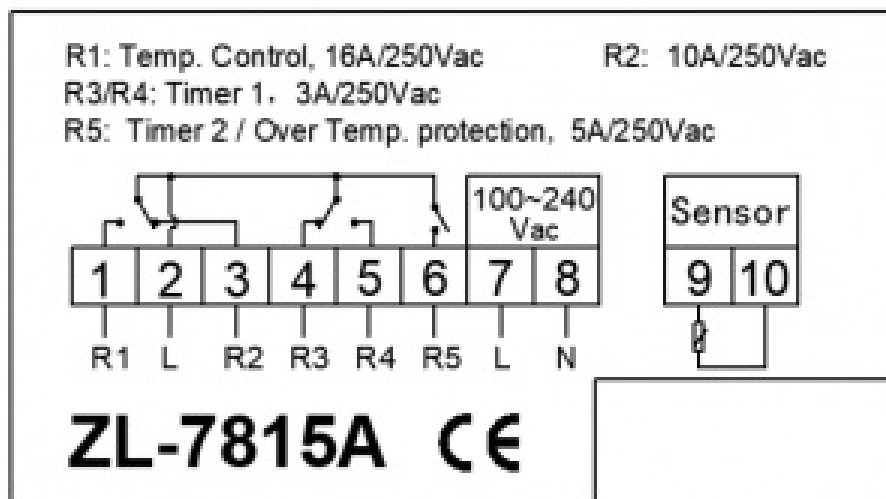 R1: Temp. Control, 16A/250Vac R2: 10A/250Vac
R3/R4: Timer 1, 3A/250Vac
R5: Timer 2 / Over Temp. protection, 5A/250Vac
100~240
Vac
Sensor
1 2 3 4 5 6 7 8 9 10
R1 L R2 R3 R4 R5 L N
ZL-7815A CE